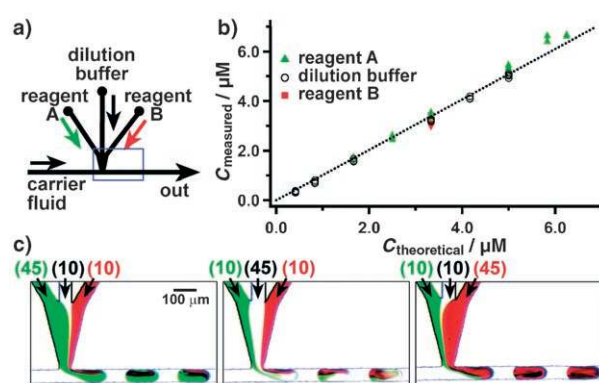 a)
dilution
buffer
reagent
A
reagent
B
carrier
fluid
out
b)
6.0
4.0
2.0
0.0
C measured / μM
reagent A
dilution buffer
reagent B
0.0 2.0 4.0 6.0
C theoretical / μM
c)
(45) (10) (10)
100 μm
(10) (45) (10)
(10) (10) (45)